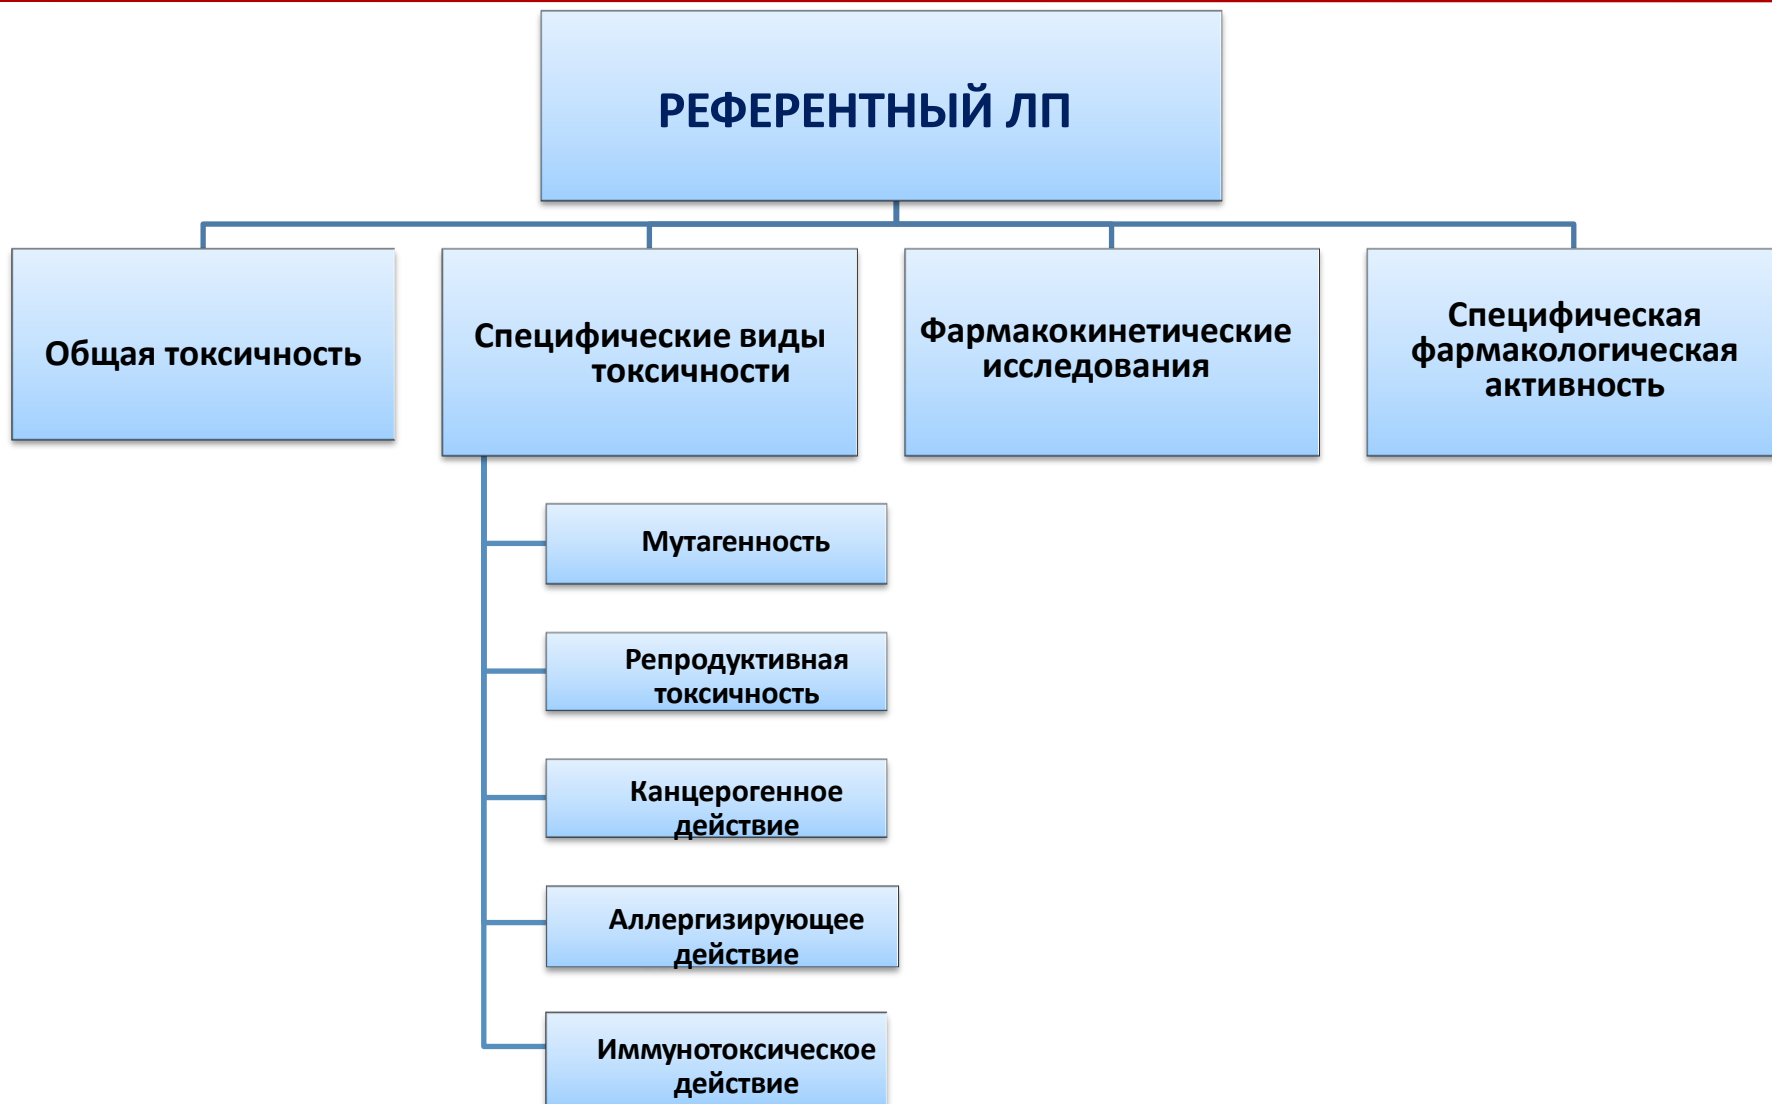 РЕФЕРЕНТНЫЙ ЛП
Общая токсичность
Специфические виды
токсичности
Фармакокинетические
исследования
Специфическая
фармакологическая
активность
Мутагенность
Репродуктивная
токсичность
Канцерогенное
действие
Аллергизирующее
действие
Иммунотоксическое
действие